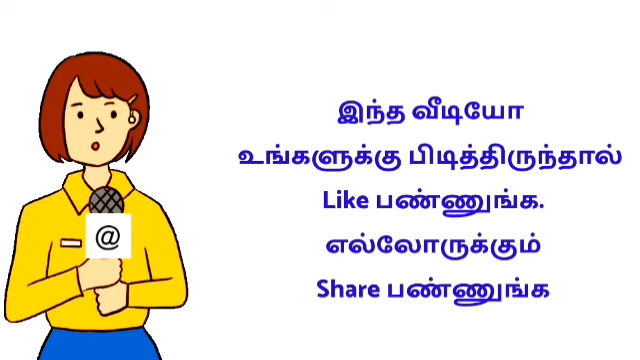 இந்த வீடியோ
உங்களுக்கு பிடித்திருந்தால்
Like பண்ணுங்க.
எல்லோருக்கும்
Share பண்ணுங்க
@